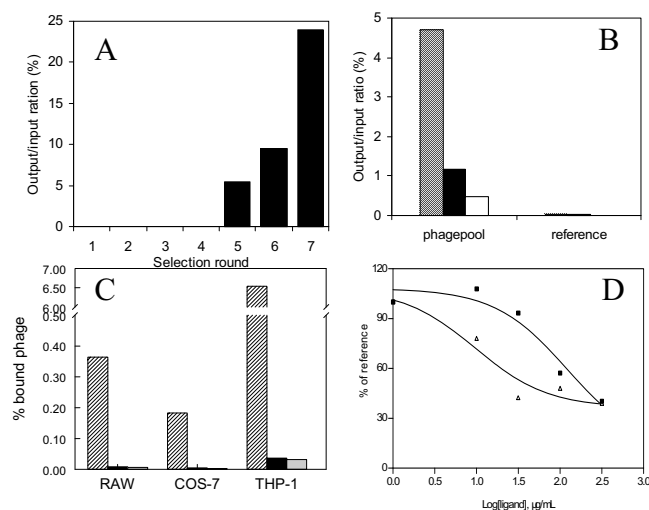 A
Output/input ration (%)
25
20
15
10
5
0
1 2 3 4 5 6 7
Selection round
B
Output/input ratio (%)
5
4
3
2
1
0
phagepool reference
C
% bound phage
7.00
6.00
0.50
0.40
0.30
0.20
0.10
0.00
RAW COS-7 THP-1
D
% of reference
120
90
60
30
0
0.0 0.5 1.0 1.5 2.0 2.5 3.0
Log[ligand], µg/mL